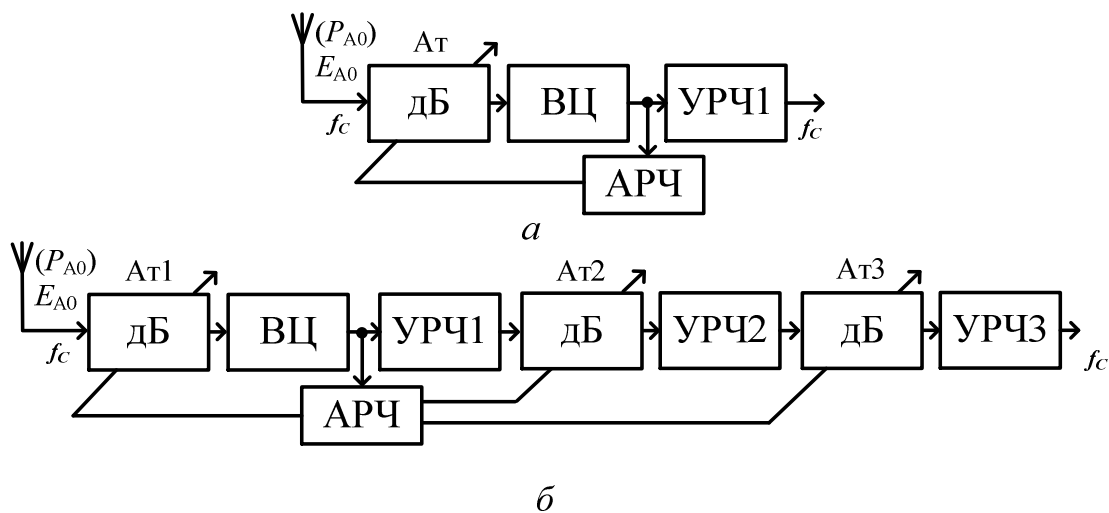 (P_A0)
E_A0
f_C
Ат
дБ
ВЦ
УРЧ1
f_C
АРЧ
а
(P_A0)
E_A0
f_C
Ат1
дБ
ВЦ
УРЧ1
Ат2
дБ
УРЧ2
Ат3
дБ
УРЧ3
f_C
АРЧ
б